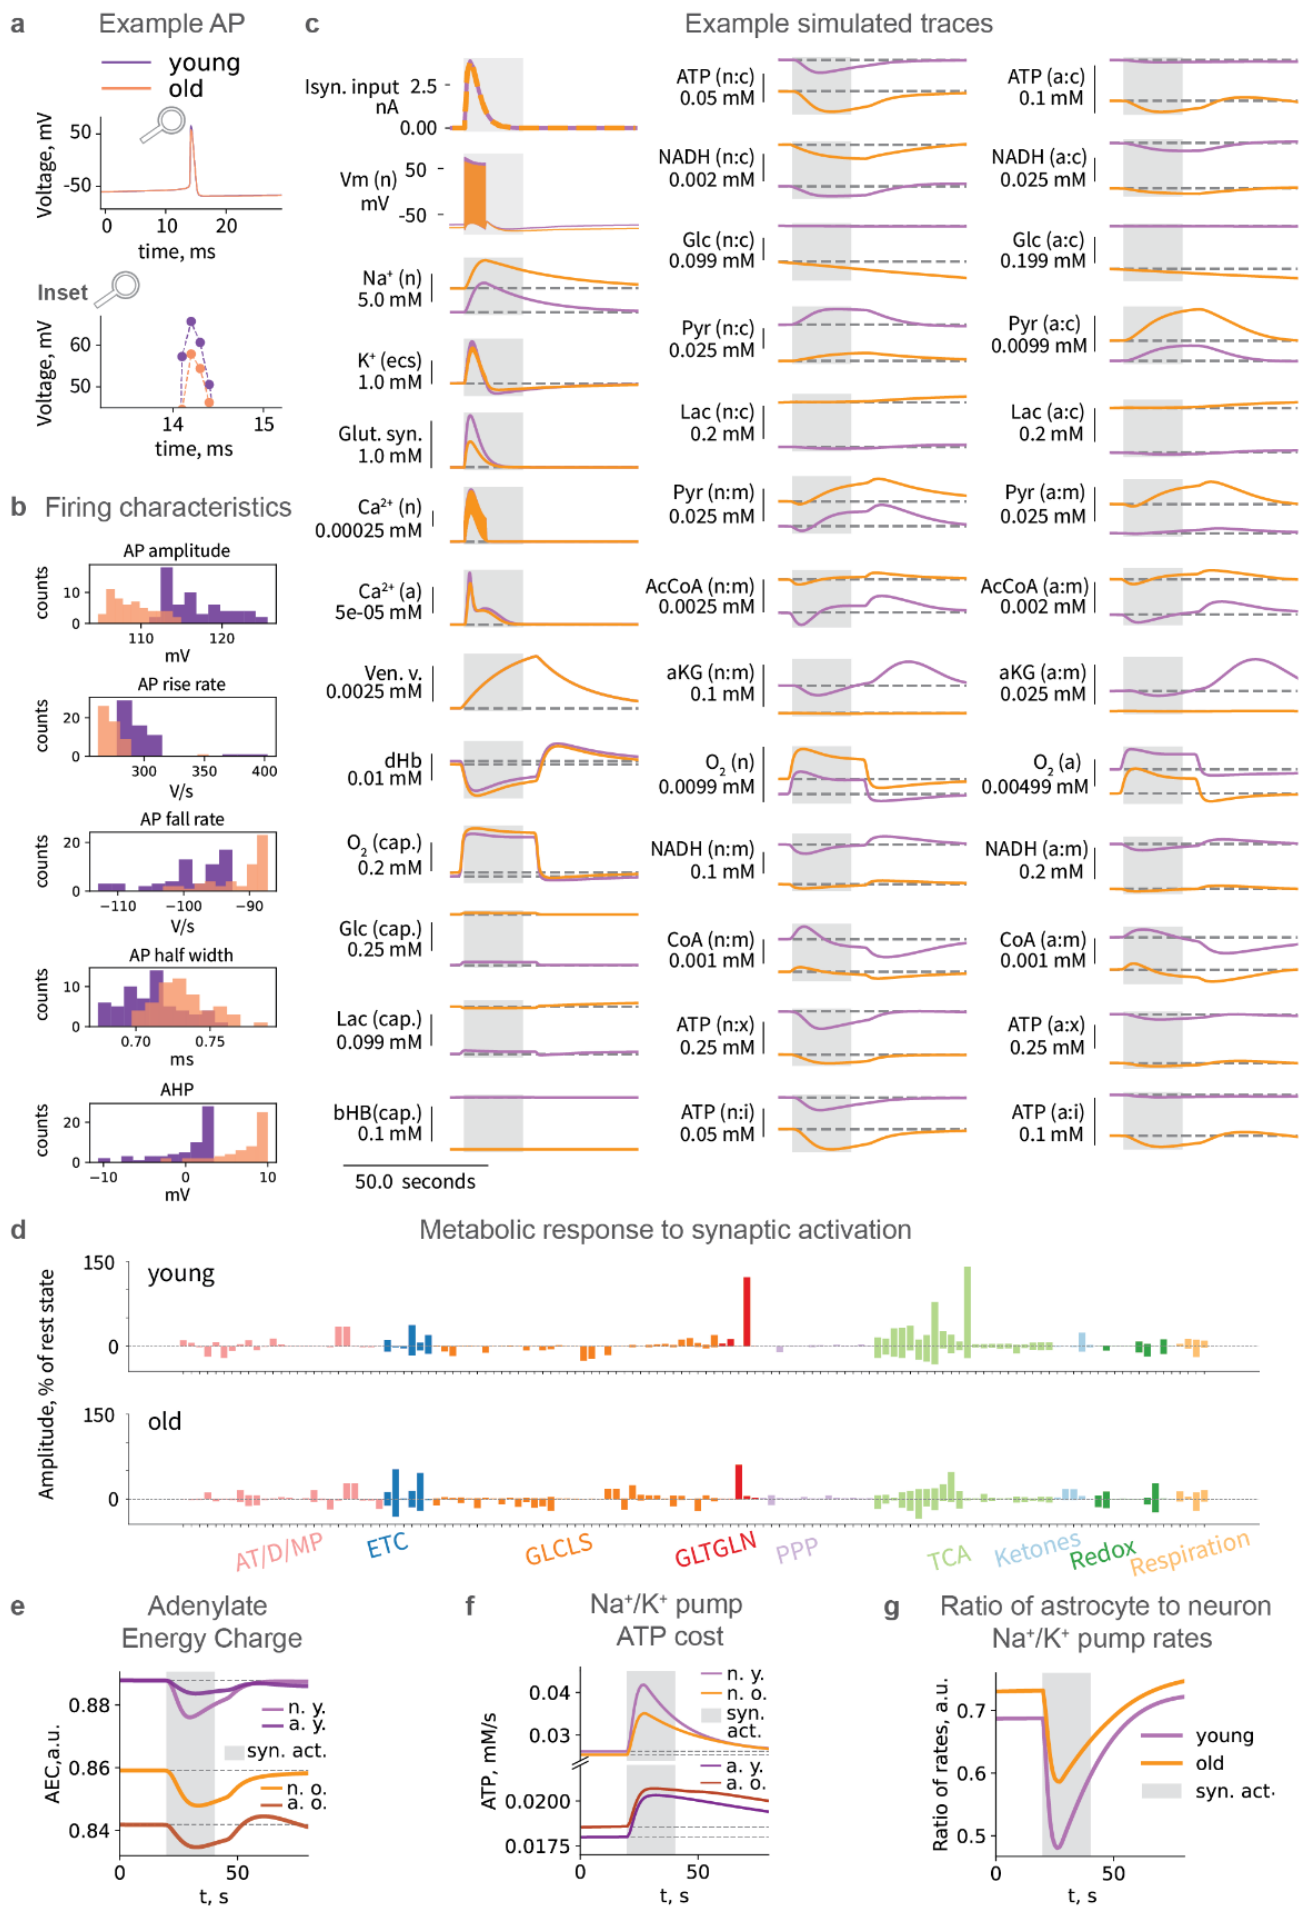 a Example AP
young
old
Voltage, mV
50
-50
0 10 20
time, ms
Inset
Voltage, mV
60
50
14 15
time, ms
b Firing characteristics
AP amplitude
counts
10
0
110 120
mV
AP rise rate
counts
20
0
300 350 400
V/s
AP fall rate
counts
20
0
−110 −100 −90
V/s
AP half width
counts
10
0
0.70 0.75
ms
AHP
counts
20
0
−10 0 10
mV
c Example simulated traces
Isyn. input
nA
2.5
0.00
Vm (n)
mV
50
-50
Na⁺ (n)
5.0 mM
K⁺ (ecs)
1.0 mM
Glut. syn.
1.0 mM
Ca²⁺ (n)
0.00025 mM
Ca²⁺ (a)
5e-05 mM
Ven. v.
0.0025 mM
dHb
0.01 mM
O₂ (cap.)
0.2 mM
Glc (cap.)
0.25 mM
Lac (cap.)
0.099 mM
bHB(cap.)
0.1 mM
50.0 seconds
ATP (n:c)
0.05 mM
NADH (n:c)
0.002 mM
Glc (n:c)
0.099 mM
Pyr (n:c)
0.025 mM
Lac (n:c)
0.2 mM
Pyr (n:m)
0.025 mM
AcCoA (n:m)
0.0025 mM
aKG (n:m)
0.1 mM
O₂ (n)
0.0099 mM
NADH (n:m)
0.1 mM
CoA (n:m)
0.001 mM
ATP (n:x)
0.25 mM
ATP (n:i)
0.05 mM
ATP (a:c)
0.1 mM
NADH (a:c)
0.025 mM
Glc (a:c)
0.199 mM
Pyr (a:c)
0.0099 mM
Lac (a:c)
0.2 mM
Pyr (a:m)
0.025 mM
AcCoA (a:m)
0.002 mM
aKG (a:m)
0.025 mM
O₂ (a)
0.00499 mM
NADH (a:m)
0.2 mM
CoA (a:m)
0.001 mM
ATP (a:x)
0.25 mM
ATP (a:i)
0.1 mM
d Metabolic response to synaptic activation
Amplitude, % of rest state
150
young
0
150
old
0
AT/D/MP ETC GLCLS GLTGLN PPP TCA Ketones Redox Respiration
e Adenylate
Energy Charge
AEC,a.u.
0.88
0.86
0.84
n. y.
a. y.
syn. act.
n. o.
a. o.
0 50
t, s
f Na⁺/K⁺ pump
ATP cost
ATP, mM/s
0.04
0.03
0.0200
0.0175
n. y.
n. o.
syn.
act.
a. y.
a. o.
0 50
t, s
g Ratio of astrocyte to neuron
Na⁺/K⁺ pump rates
Ratio of rates, a.u.
0.7
0.6
0.5
young
old
syn. act.
0 50
t, s